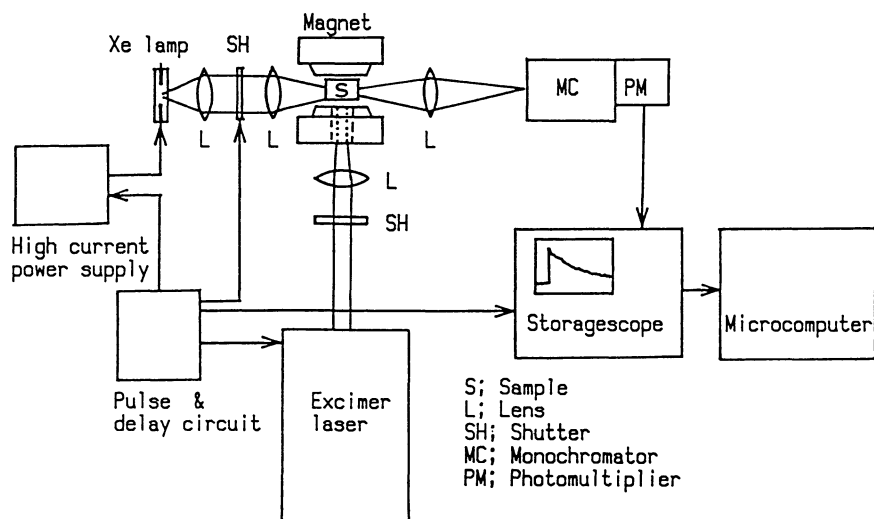 Magnet
Xe lamp
SH
S
MC
PM
L
L
L
L
SH
High current
power supply
Storagescope
Microcomputer
Pulse &
delay circuit
Excimer
laser
S; Sample
L; Lens
SH; Shutter
MC; Monochromator
PM; Photomultiplier